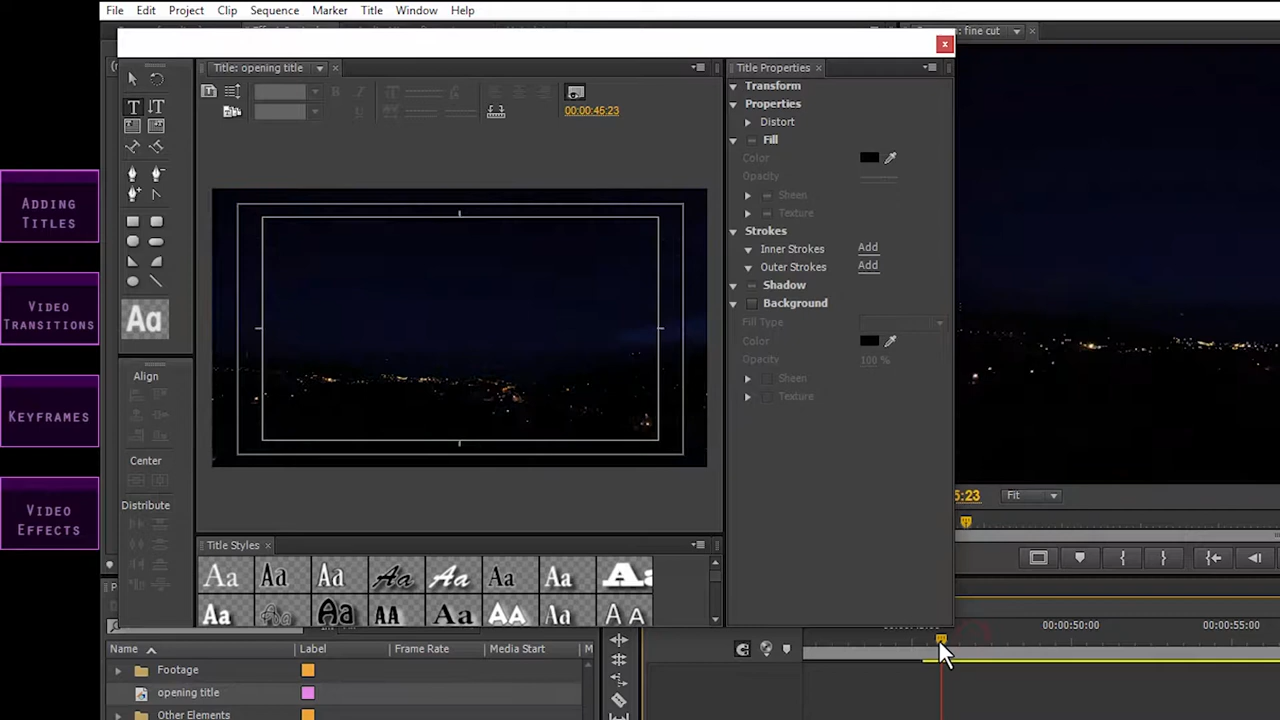 File Edit Project Clip Sequence Marker Title Window Help
fine cut
Title: opening title
Title Properties
T T
B I
00:00:45:23
Transform
Properties
Distort
Fill
Color
Opacity
Sheen
Texture
Strokes
Inner Strokes Add
Outer Strokes Add
Shadow
Background
Fill Type
Color
Opacity 100 %
Sheen
Texture
Aa
Align
Center
Distribute
ADDING
TITLES
VIDEO
TRANSITIONS
KEYFRAMES
VIDEO
EFFECTS
5:23 Fit
Title Styles
Aa Aa Aa Aa Aa Aa Aa Aa
Aa Aa Aa AA Aa AA Aa AA
00:00:50:00 00:00:55:00
Name Label Frame Rate Media Start M
Footage
opening title
Other Elements